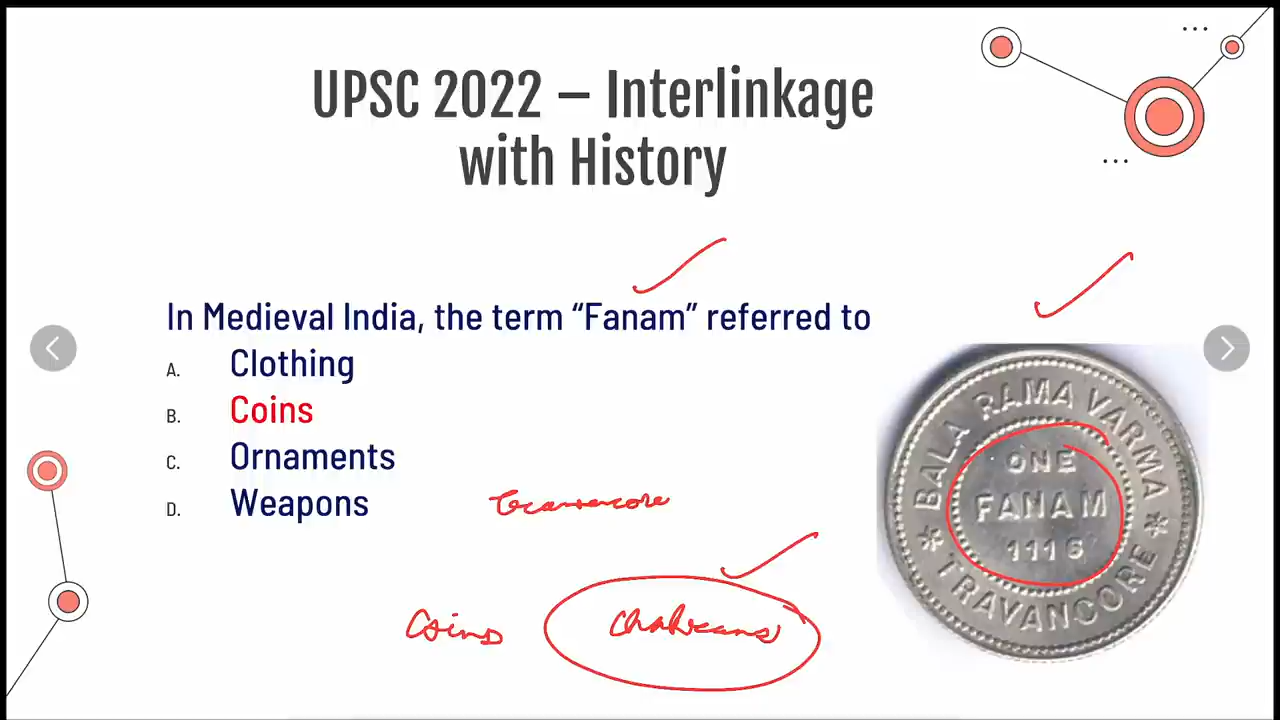 UPSC 2022 – Interlinkage
with History
In Medieval India, the term “Fanam” referred to
A. Clothing
B. Coins
C. Ornaments
D. Weapons
Travancore
Coins
BALA RAMA VARMA
ONE
FANAM
1116
TRAVANCORE